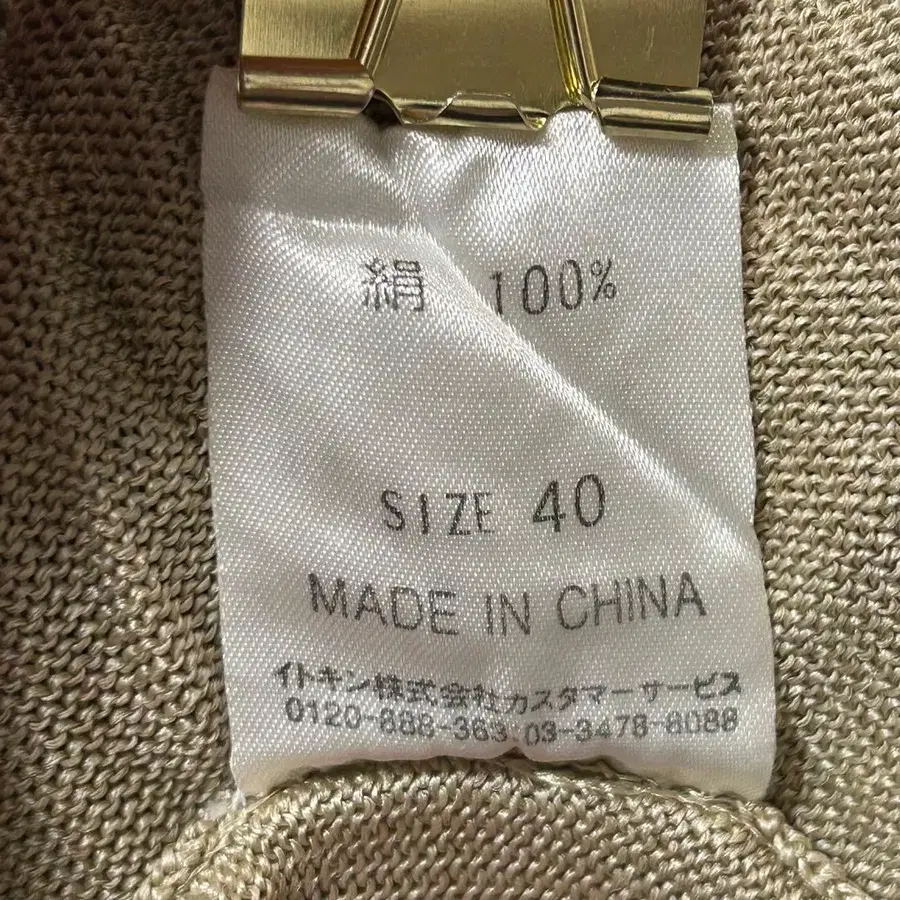 絹 100%
SIZE 40
MADE IN CHINA
イトキン株式会社カスタマーサービス
0120-888-363 03-3478-8088